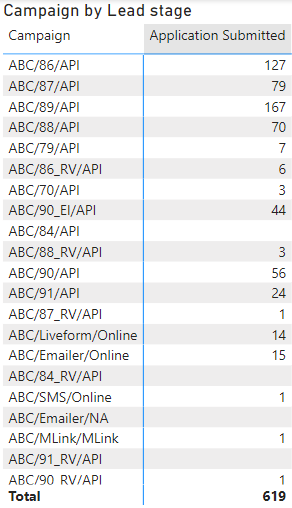 Campaign by Lead stage
Campaign Application Submitted
ABC/86/API 127
ABC/87/API 79
ABC/89/API 167
ABC/88/API 70
ABC/79/API 7
ABC/86_RV/API 6
ABC/70/API 3
ABC/90_EI/API 44
ABC/84/API
ABC/88_RV/API 3
ABC/90/API 56
ABC/91/API 24
ABC/87_RV/API 1
ABC/Liveform/Online 14
ABC/Emailer/Online 15
ABC/84_RV/API
ABC/SMS/Online 1
ABC/Emailer/NA
ABC/MLink/MLink 1
ABC/91_RV/API
ABC/90_RV/API 1
Total 619